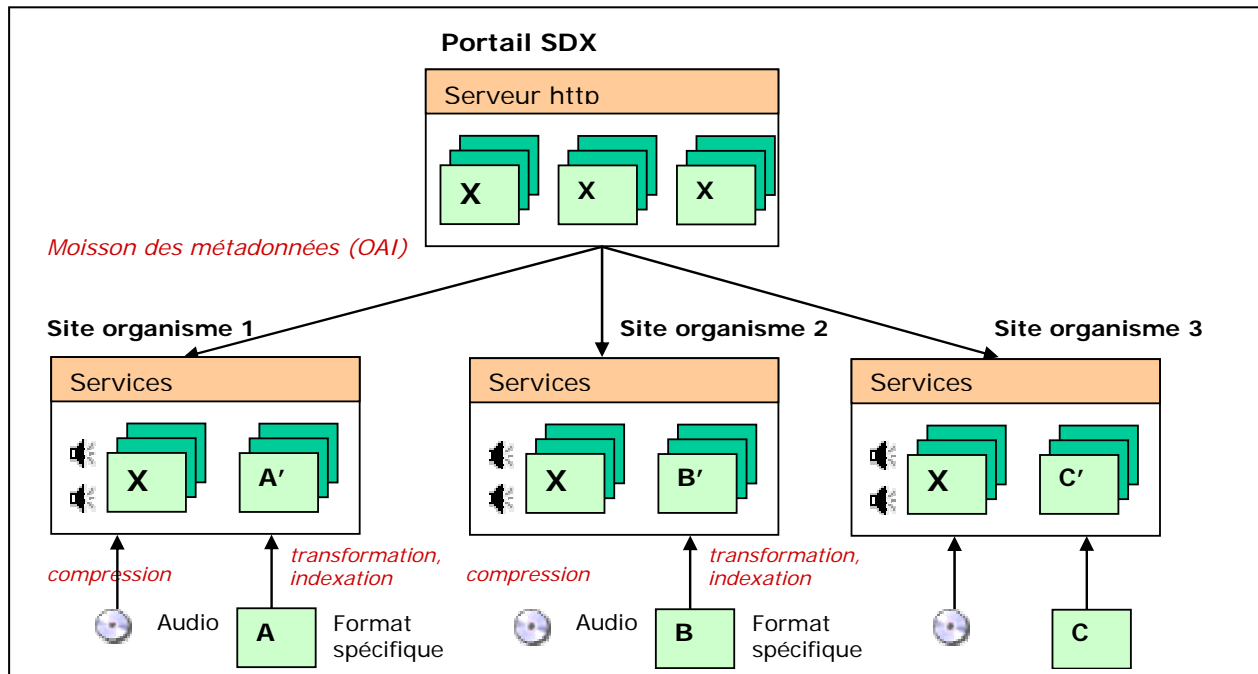 Portail SDX
Serveur http
X X X
Moisson des métadonnées (OAI)
Site organisme 1
Site organisme 2
Site organisme 3
Services
Services
Services
X A’
X B’
X C’
compression
transformation,
indexation
compression
transformation,
indexation
Audio
A
Format
spécifique
Audio
B
Format
spécifique
C